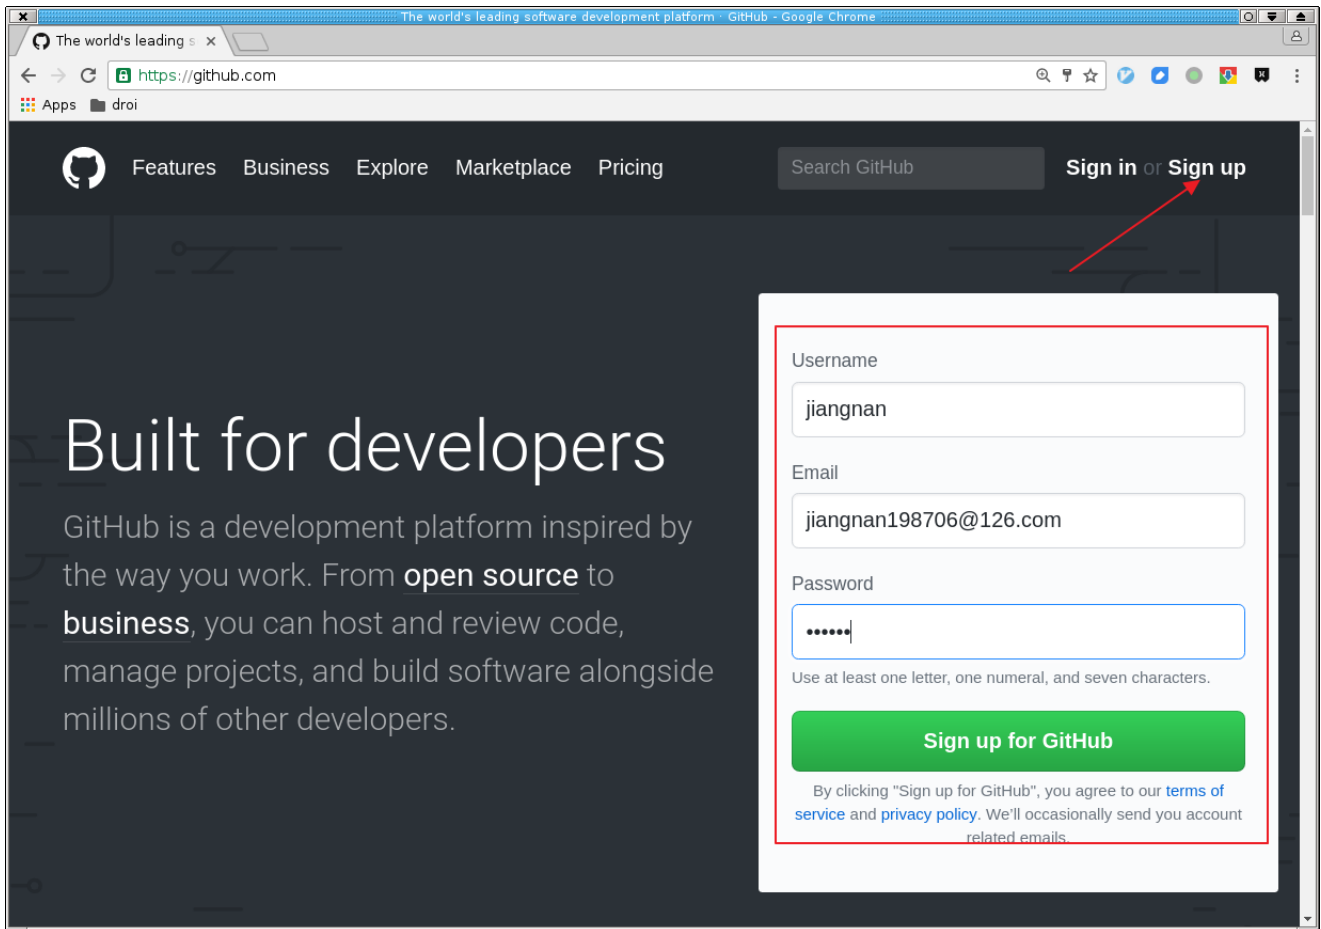 The world's leading software development platform · GitHub - Google Chrome
The world's leading s
https://github.com
Apps droi
Features Business Explore Marketplace Pricing Search GitHub Sign in or Sign up
Built for developers
GitHub is a development platform inspired by
the way you work. From open source to
business, you can host and review code,
manage projects, and build software alongside
millions of other developers.
Username
jiangnan
Email
jiangnan198706@126.com
Password
••••••
Use at least one letter, one numeral, and seven characters.
Sign up for GitHub
By clicking "Sign up for GitHub", you agree to our terms of
service and privacy policy. We'll occasionally send you account
related emails.